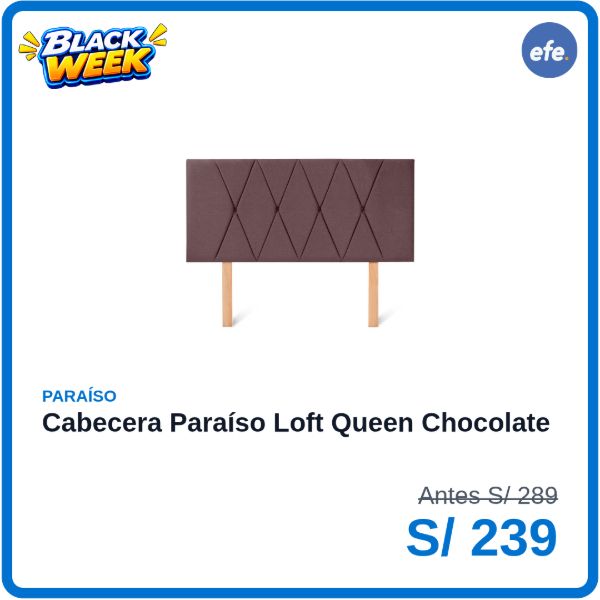 BLACK
WEEK
efe.
PARAÍSO
Cabecera Paraíso Loft Queen Chocolate
Antes S/ 289
S/ 239